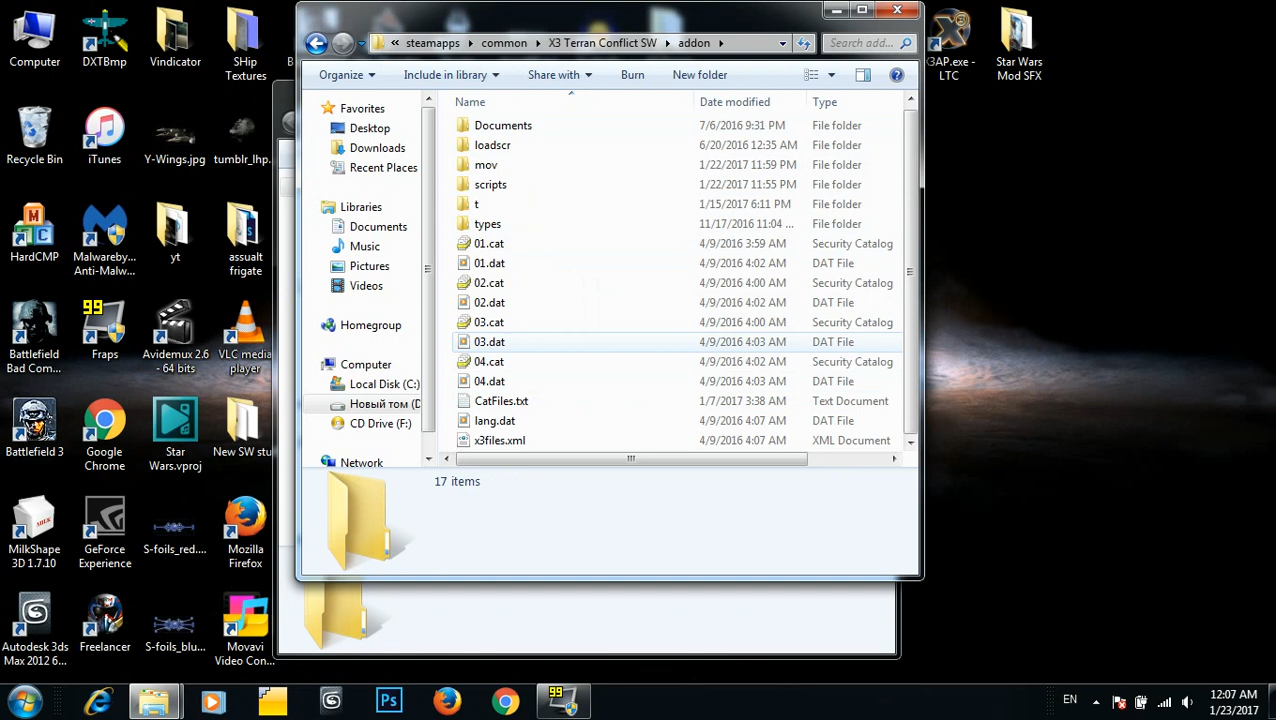 Computer
DXTBmp
Vindicator
SHip
Textures
Recycle Bin
iTunes
Y-Wings.jpg
tumblr_lhp...
HardCMP
Malwareby...
Anti-Malw...
yt
assualt
frigate
Battlefield
Bad Com...
99
Fraps
Avidemux 2.6
- 64 bits
VLC media
player
Battlefield 3
Google
Chrome
Star
Wars.vproj
New SW stu
MILK
MilkShape
3D 1.7.10
GeForce
Experience
S-foils_red....
Mozilla
Firefox
Autodesk 3ds
Max 2012 6...
Freelancer
S-foils_blu...
Movavi
Video Con...
X3AP.exe -
LTC
Star Wars
Mod SFX
« steamapps
common
X3 Terran Conflict SW
addon
Search add...
Organize
Include in library
Share with
Burn
New folder
Favorites
Desktop
Downloads
Recent Places
Libraries
Documents
Music
Pictures
Videos
Homegroup
Computer
Local Disk (C:)
Новый том (D
CD Drive (F:)
Network
Name Date modified Type
Documents 7/6/2016 9:31 PM File folder
loadscr 6/20/2016 12:35 AM File folder
mov 1/22/2017 11:59 PM File folder
scripts 1/22/2017 11:55 PM File folder
t 1/15/2017 6:11 PM File folder
types 11/17/2016 11:04 ... File folder
01.cat 4/9/2016 3:59 AM Security Catalog
01.dat 4/9/2016 4:02 AM DAT File
02.cat 4/9/2016 4:00 AM Security Catalog
02.dat 4/9/2016 4:02 AM DAT File
03.cat 4/9/2016 4:00 AM Security Catalog
03.dat 4/9/2016 4:03 AM DAT File
04.cat 4/9/2016 4:02 AM Security Catalog
04.dat 4/9/2016 4:03 AM DAT File
CatFiles.txt 1/7/2017 3:38 AM Text Document
lang.dat 4/9/2016 4:07 AM DAT File
x3files.xml 4/9/2016 4:07 AM XML Document
17 items
Ps
99
EN
12:07 AM
1/23/2017